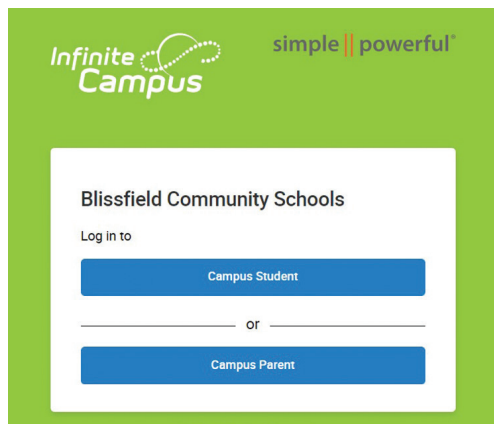 Infinite
Campus
simple || powerful®
Blissfield Community Schools
Log in to
Campus Student
or
Campus Parent